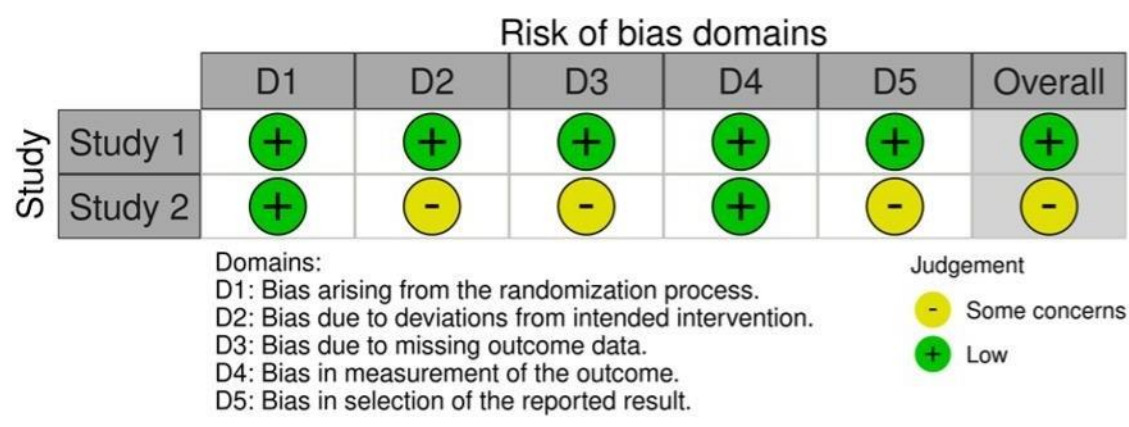 Risk of bias domains
D1 D2 D3 D4 D5 Overall
Study
Study 1 + + + + + +
Study 2 + - - + - -
Domains:
D1: Bias arising from the randomization process.
D2: Bias due to deviations from intended intervention.
D3: Bias due to missing outcome data.
D4: Bias in measurement of the outcome.
D5: Bias in selection of the reported result.
Judgement
- Some concerns
+ Low